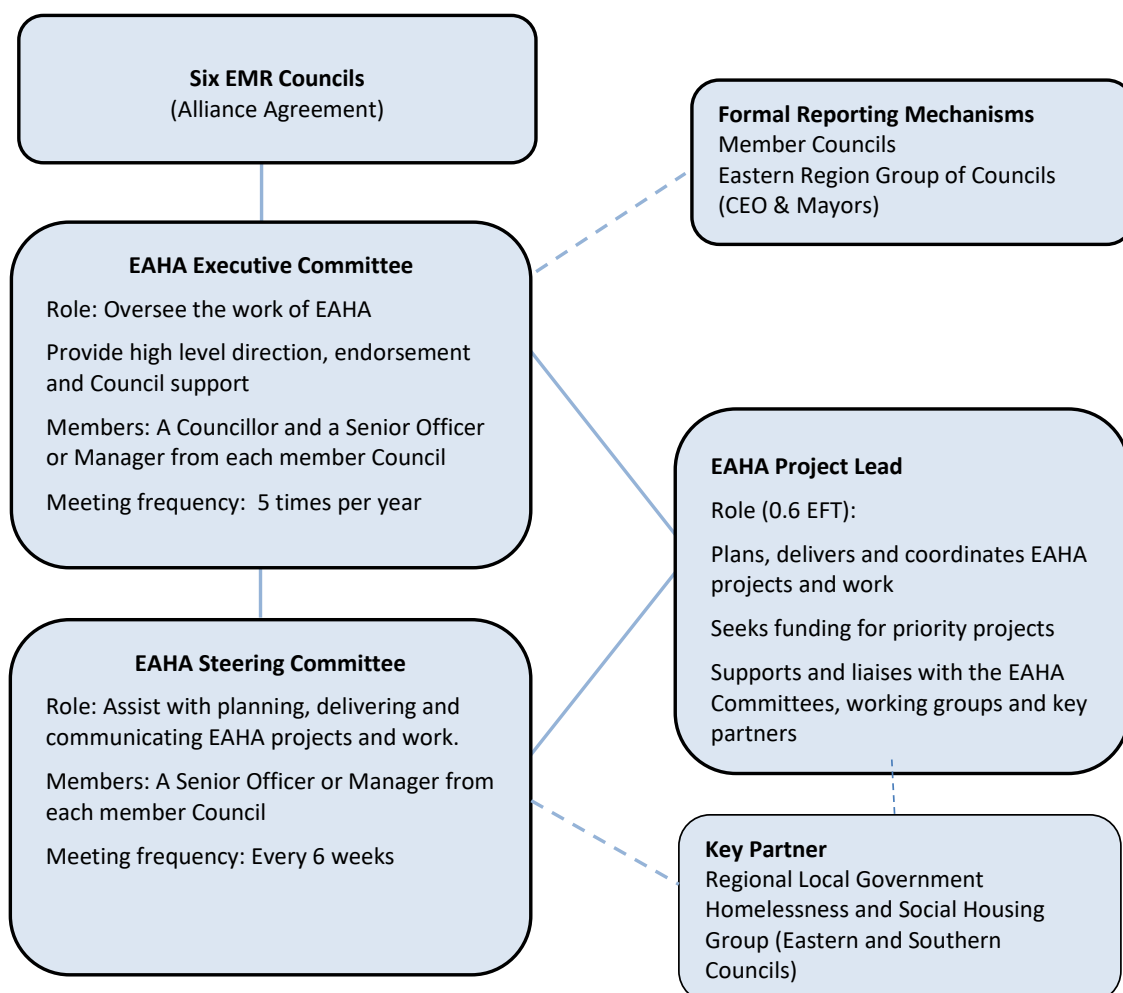 Six EMR Councils
(Alliance Agreement)
Formal Reporting Mechanisms
Member Councils
Eastern Region Group of Councils
(CEO & Mayors)
EAHA Executive Committee
Role: Oversee the work of EAHA
Provide high level direction, endorsement
and Council support
Members: A Councillor and a Senior Officer
or Manager from each member Council
Meeting frequency:  5 times per year
EAHA Project Lead
Role (0.6 EFT):
Plans, delivers and coordinates EAHA
projects and work
Seeks funding for priority projects
Supports and liaises with the EAHA
Committees, working groups and key
partners
EAHA Steering Committee
Role: Assist with planning, delivering and
communicating EAHA projects and work.
Members: A Senior Officer or Manager from
each member Council
Meeting frequency: Every 6 weeks
Key Partner
Regional Local Government
Homelessness and Social Housing
Group (Eastern and Southern
Councils)